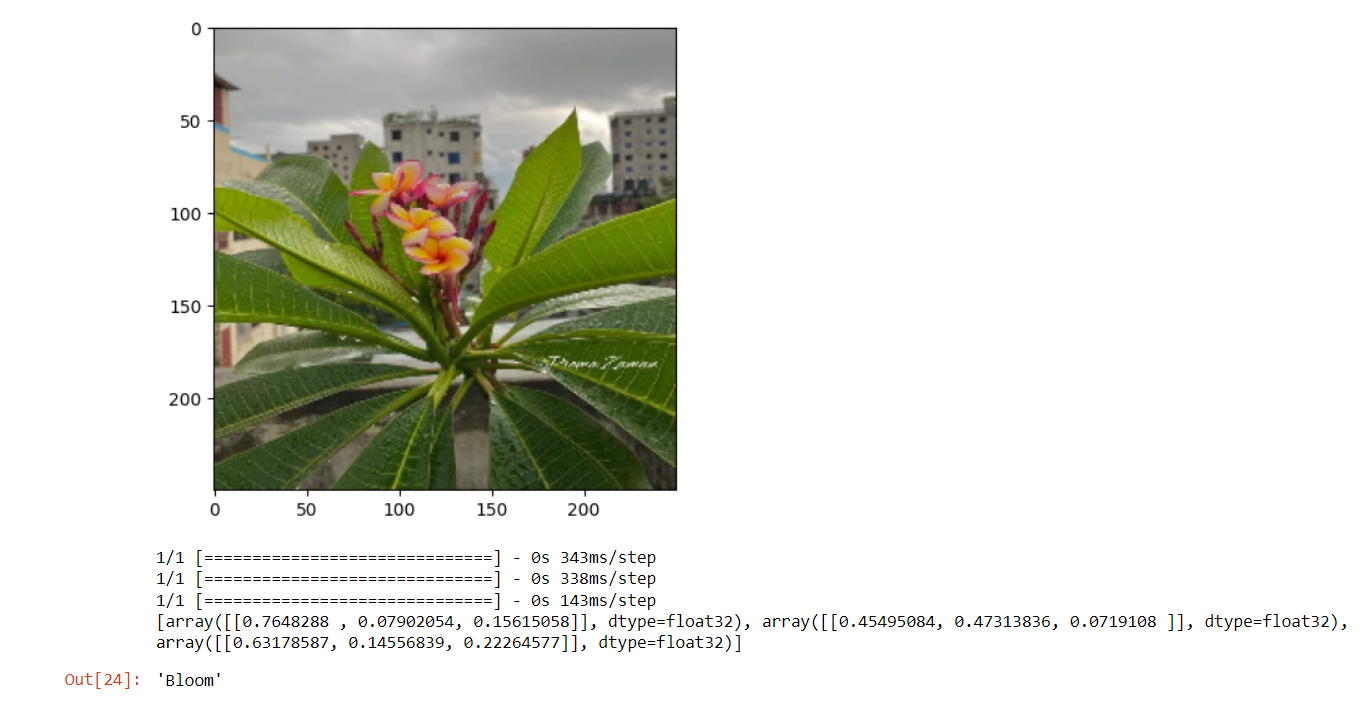 0
50
100
150
200
0 50 100 150 200
1/1 [==============================] - 0s 343ms/step
1/1 [==============================] - 0s 338ms/step
1/1 [==============================] - 0s 143ms/step
[array([[0.7648288 , 0.07902054, 0.15615058]], dtype=float32), array([[0.45495084, 0.47313836, 0.0719108 ]], dtype=float32),
array([[0.63178587, 0.14556839, 0.22264577]], dtype=float32)]
Out[24]: 'Bloom'